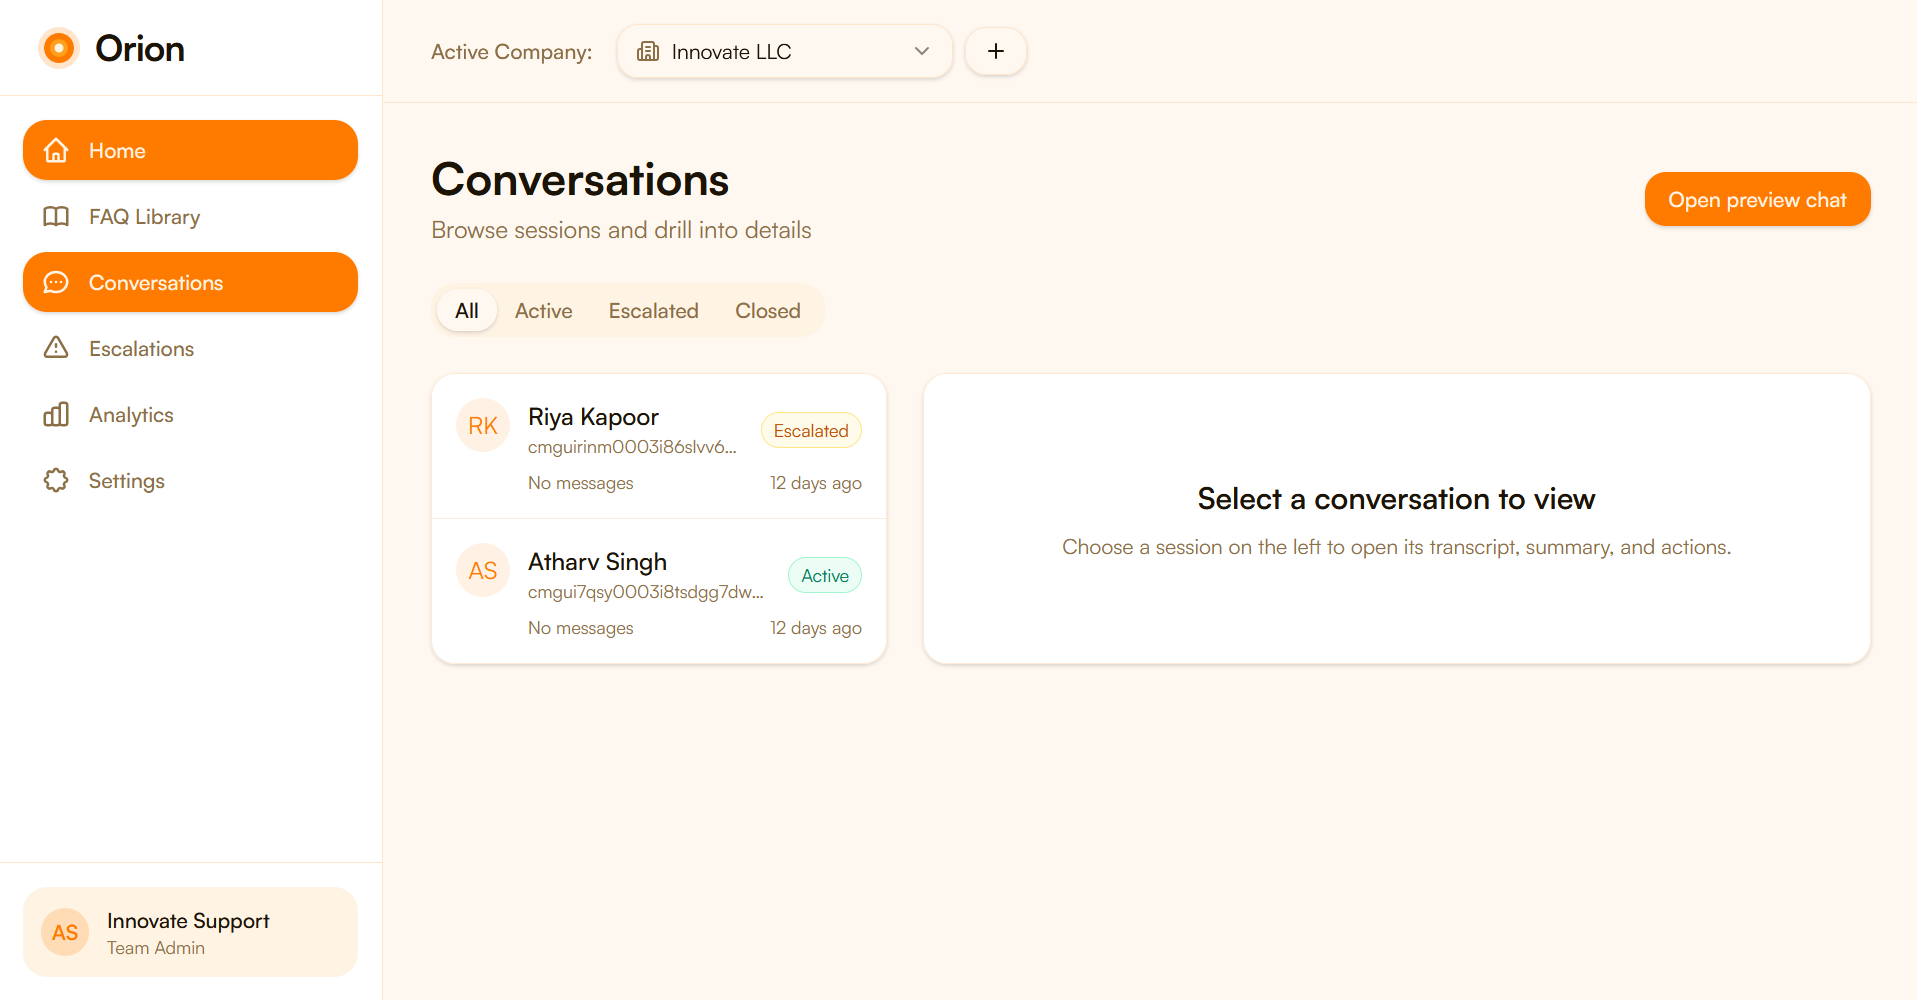 Orion
Home
FAQ Library
Conversations
Escalations
Analytics
Settings
AS
Innovate Support
Team Admin
Active Company:
Innovate LLC
+
Conversations
Browse sessions and drill into details
Open preview chat
All
Active
Escalated
Closed
RK
Riya Kapoor
cmguirinm0003i86slvv6...
Escalated
No messages
12 days ago
AS
Atharv Singh
cmgui7qsy0003i8tsdgg7dw...
Active
No messages
12 days ago
Select a conversation to view
Choose a session on the left to open its transcript, summary, and actions.